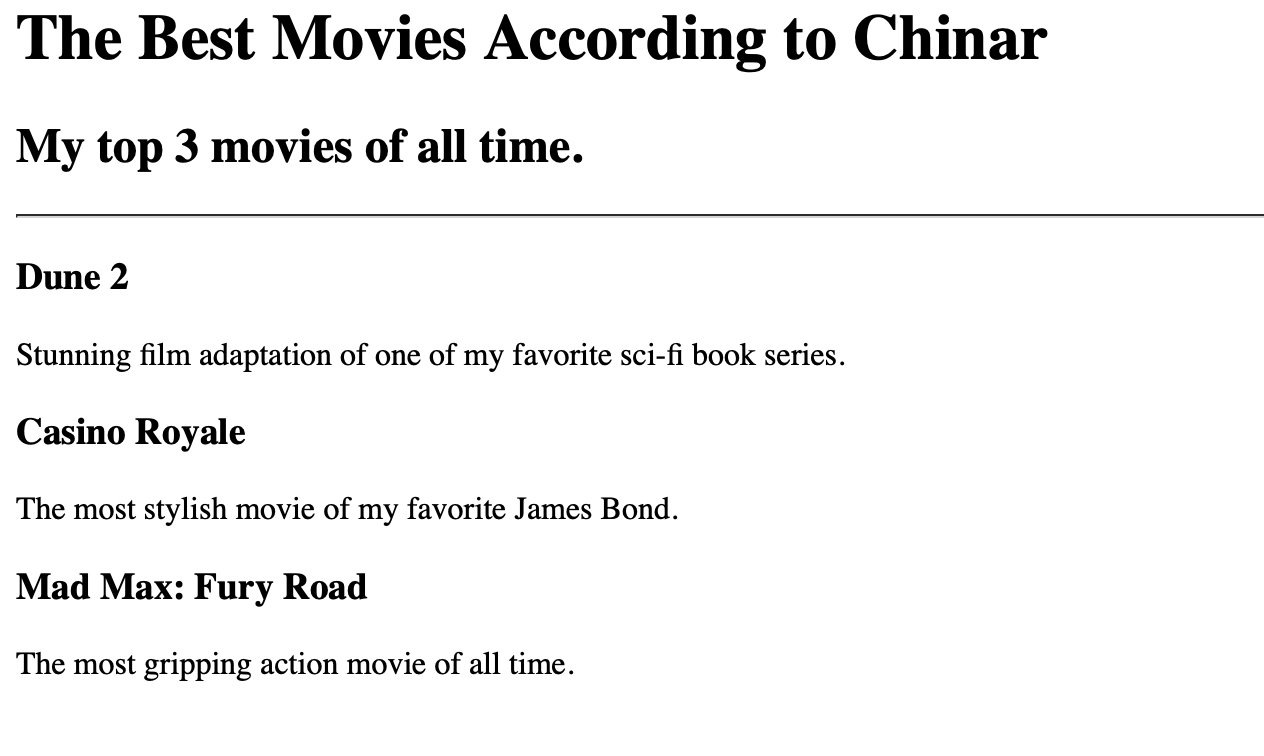 The Best Movies According to Chinar
My top 3 movies of all time.
Dune 2
Stunning film adaptation of one of my favorite sci-fi book series.
Casino Royale
The most stylish movie of my favorite James Bond.
Mad Max: Fury Road
The most gripping action movie of all time.